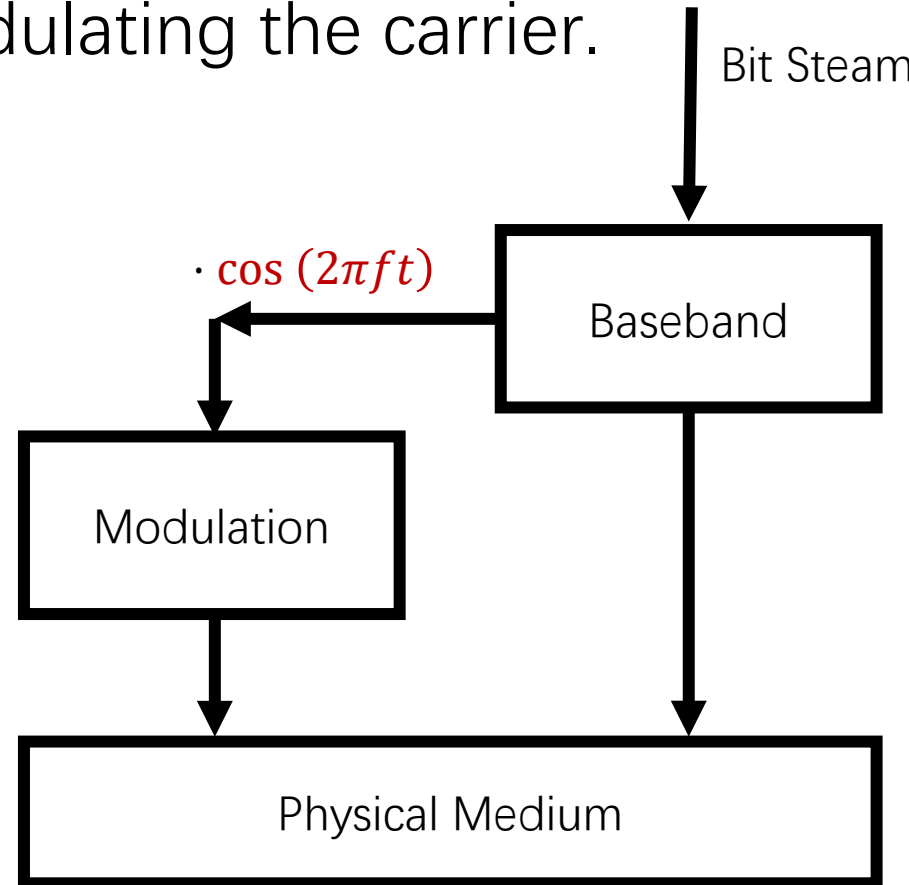 dulating the carrier.
Bit Steam
· cos (2πft)
Baseband
Modulation
Physical Medium